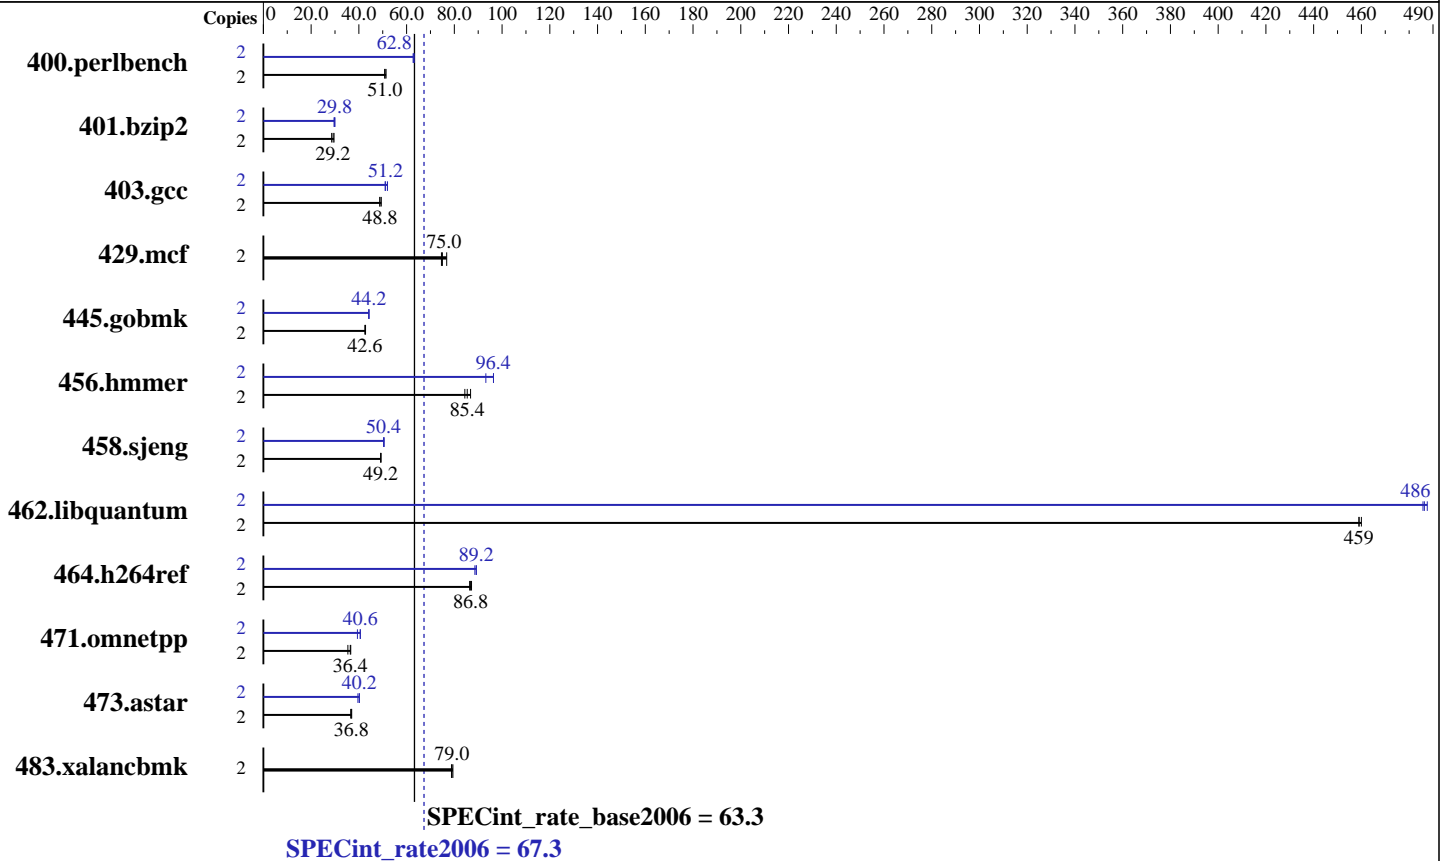 Copies 0 20.0 40.0 60.0 80.0 100 120 140 160 180 200 220 240 260 280 300 320 340 360 380 400 420 440 460 490
400.perlbench 2 62.8
2 51.0
401.bzip2 2 29.8
2 29.2
403.gcc 2 51.2
2 48.8
429.mcf 2 75.0
445.gobmk 2 44.2
2 42.6
456.hmmer 2 96.4
2 85.4
458.sjeng 2 50.4
2 49.2
462.libquantum 2 486
2 459
464.h264ref 2 89.2
2 86.8
471.omnetpp 2 40.6
2 36.4
473.astar 2 40.2
2 36.8
483.xalancbmk 2 79.0
SPECint_rate_base2006 = 63.3
SPECint_rate2006 = 67.3